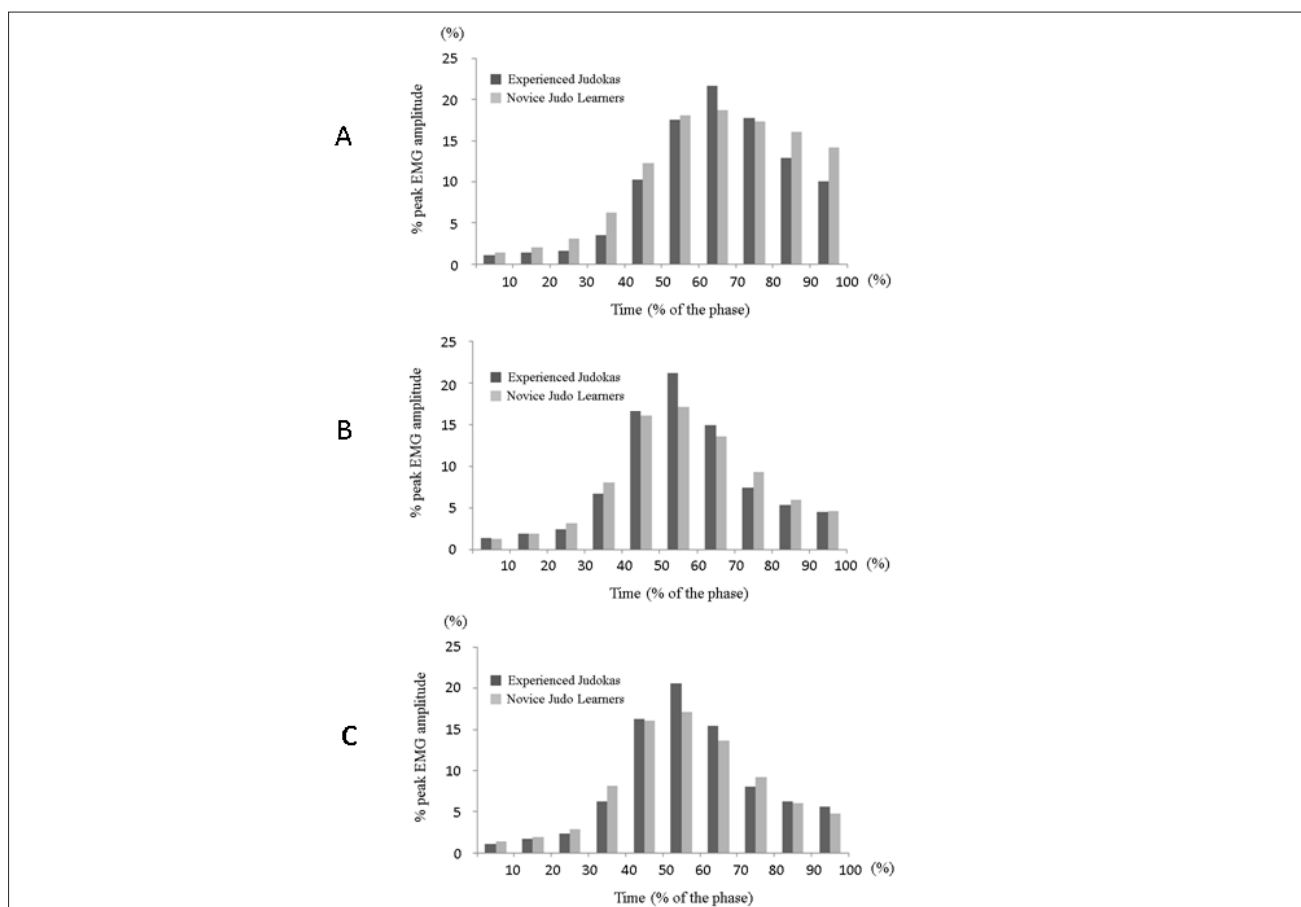 (%)
25
Experienced Judokas
20
Novice Judo Learners
A
15
% peak EMG amplitude
10
5
0
10 20 30 40 50 60 70 80 90 100 (%)
Time (% of the phase)
25
Experienced Judokas
20
Novice Judo Learners
B
15
% peak EMG amplitude
10
5
0
10 20 30 40 50 60 70 80 90 100 (%)
Time (% of the phase)
(%)
25
Experienced Judokas
20
Novice Judo Learners
C
15
% peak EMG amplitude
10
5
0
10 20 30 40 50 60 70 80 90 100 (%)
Time (% of the phase)